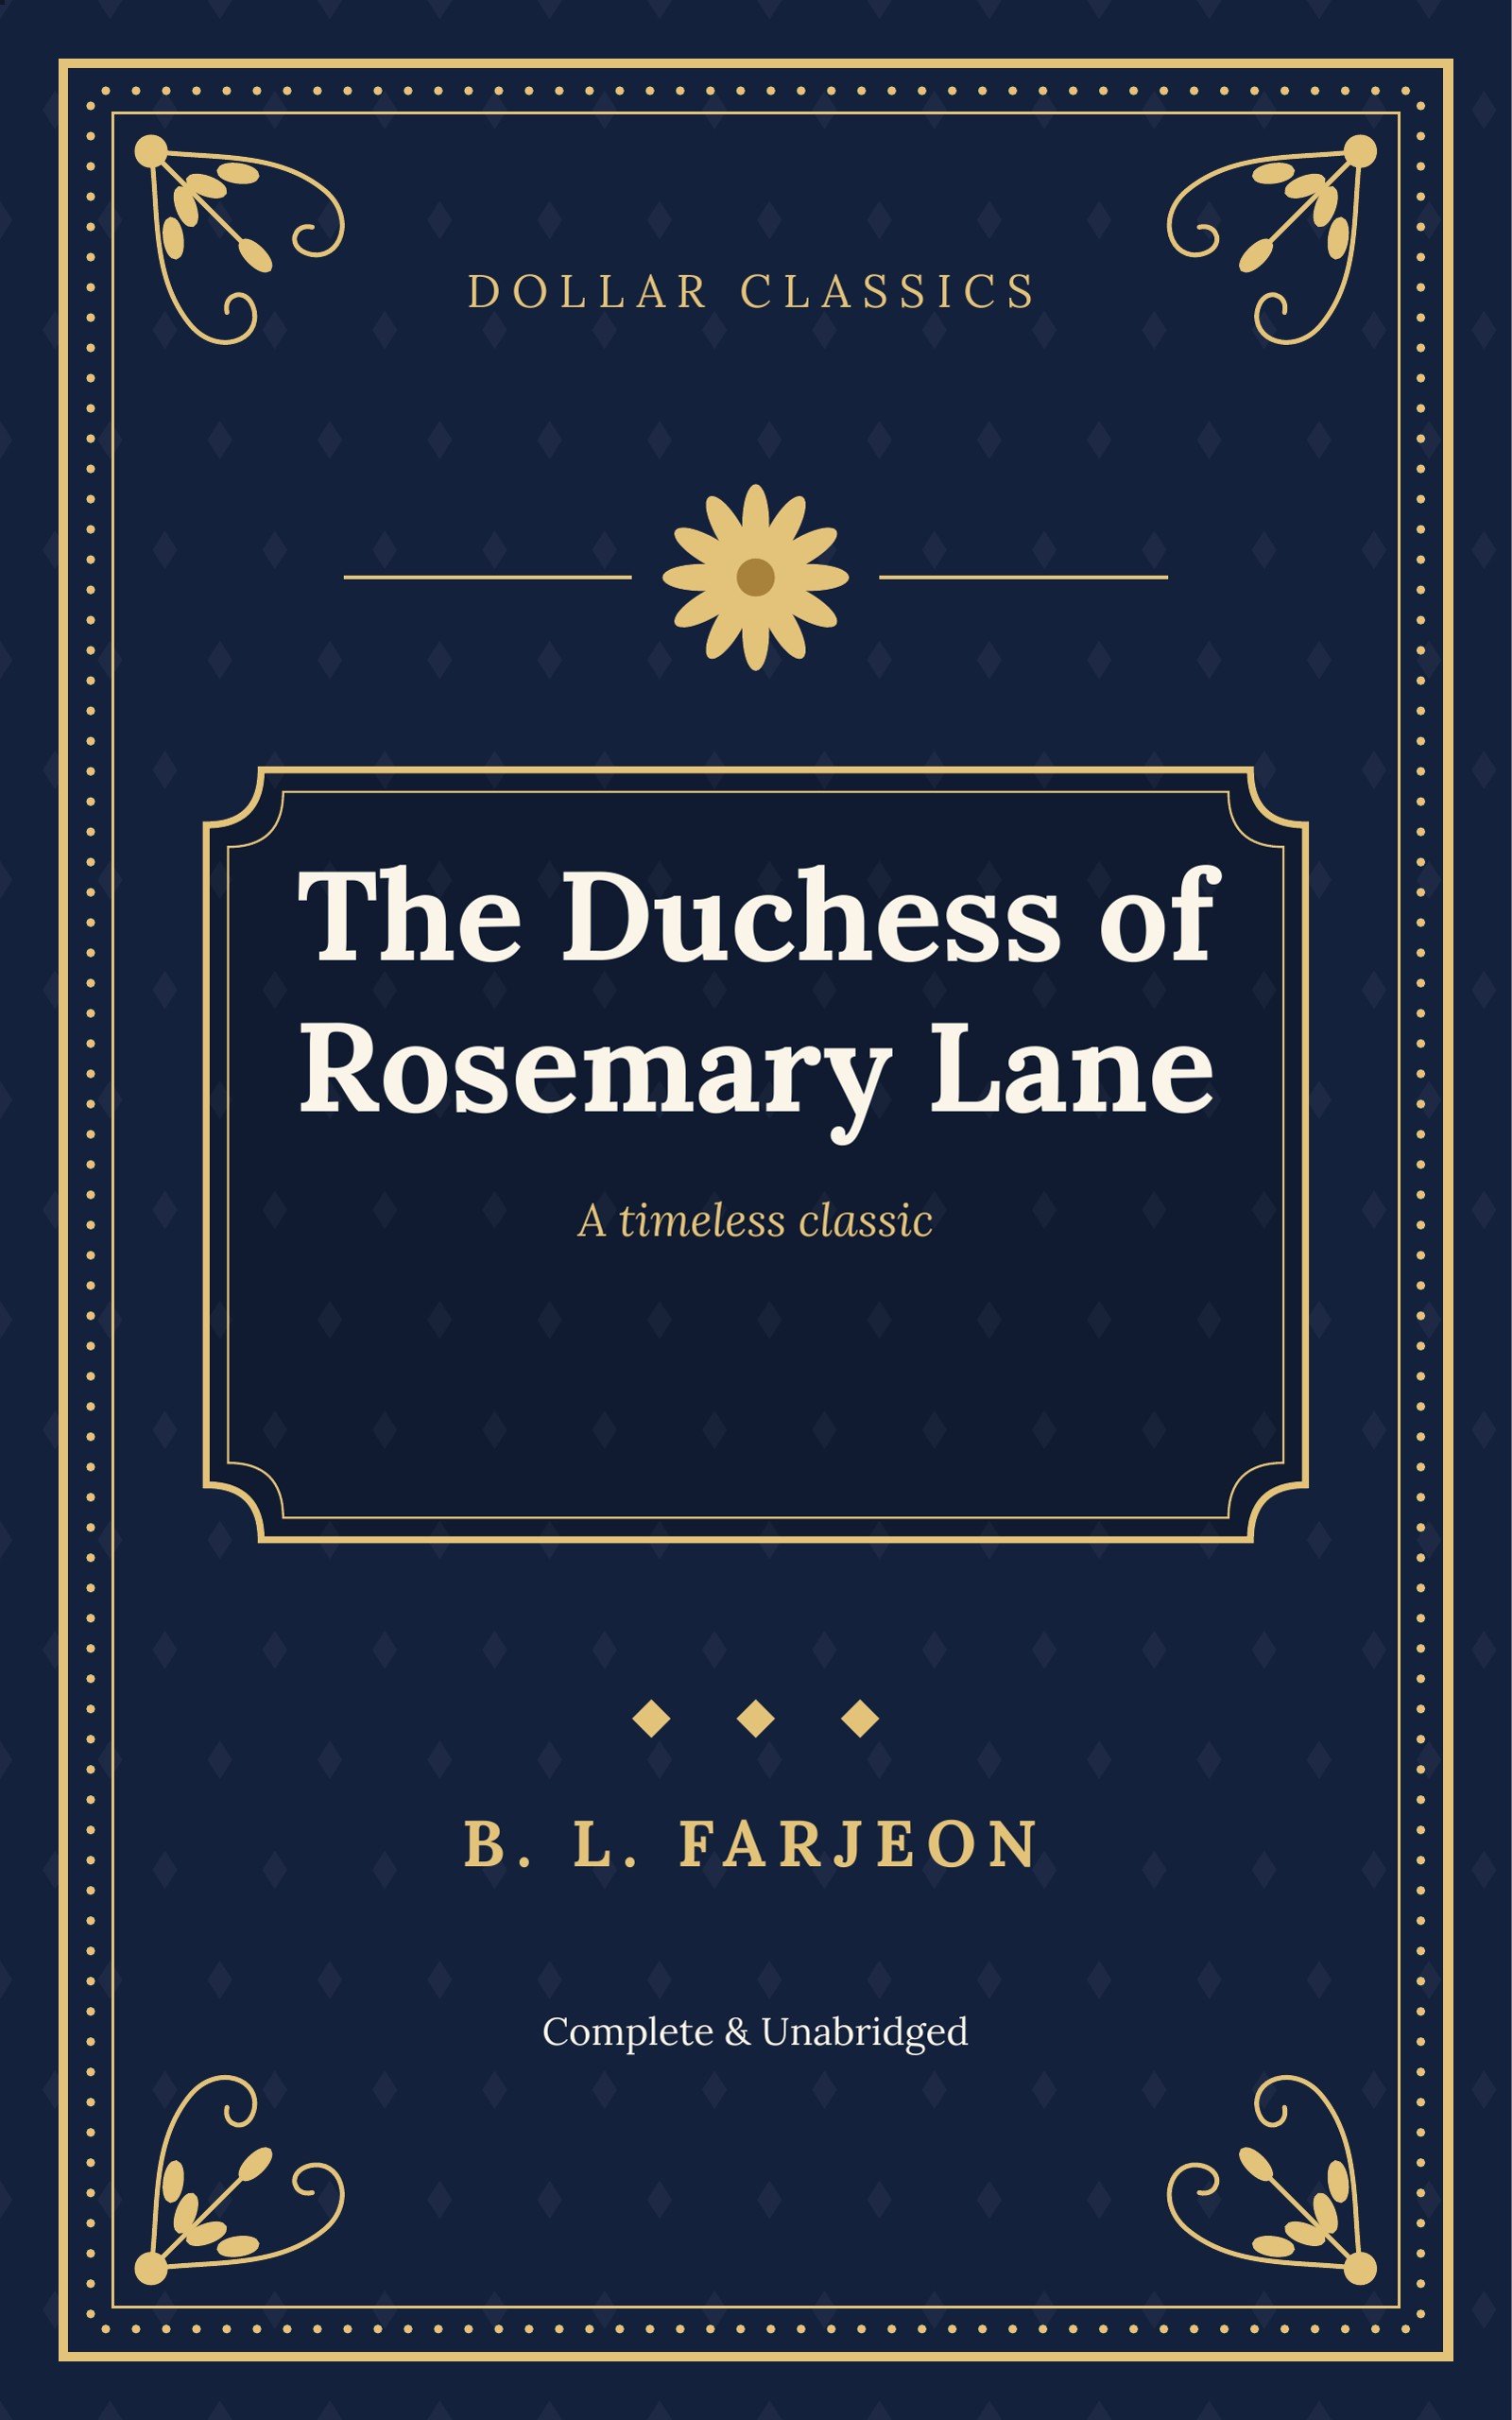 DOLLAR CLASSICS
The Duchess of
Rosemary Lane
A timeless classic
B. L. FARJEON
Complete & Unabridged